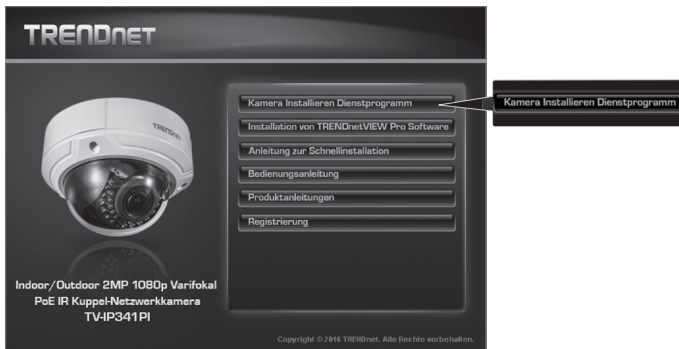 TRENDNET
Kamera Installieren Dienstprogramm
Kamera Installieren Dienstprogramm
Installation von TRENDnetVIEW Pro Software
Anleitung zur Schnellinstallation
Bedienungsanleitung
Produktanleitungen
Registrierung
TRENDNET
Indoor/Outdoor 2MP 1080p Varifokal
PoE IR Kuppel-Netzwerkkamera
TV-IP341PI
Copyright © 2016 TRENDnet. Alle Rechte vorbehalten.